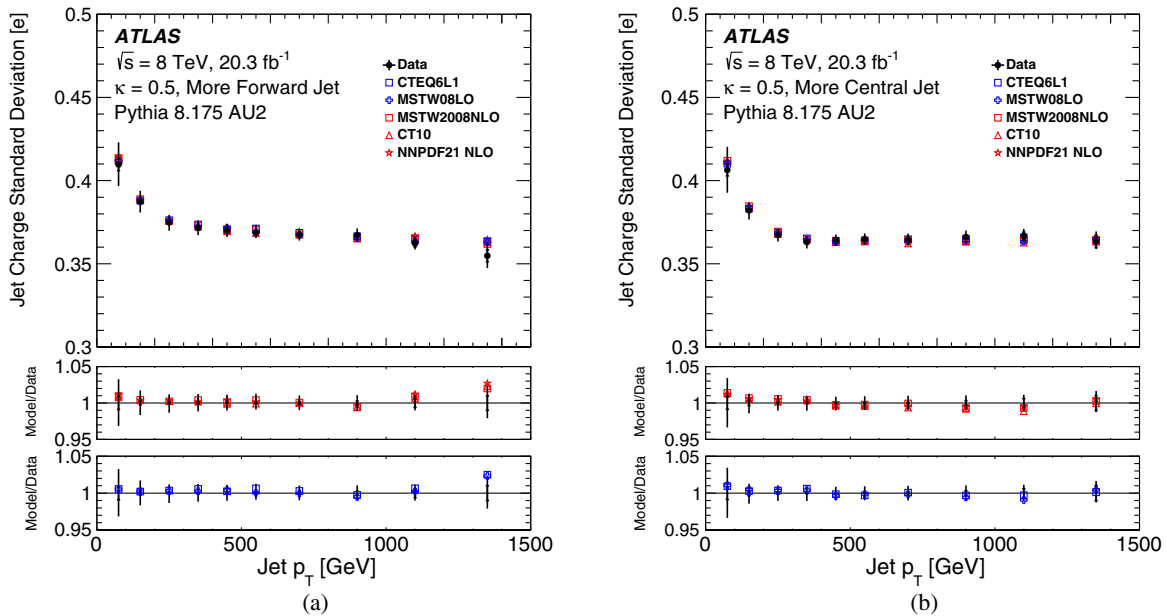 Jet Charge Standard Deviation [e]
0.5
0.45
0.4
0.35
0.3
ATLAS
√s = 8 TeV, 20.3 fb⁻¹
κ = 0.5, More Forward Jet
Pythia 8.175 AU2
Data
CTEQ6L1
MSTW08LO
MSTW2008NLO
CT10
NNPDF21 NLO
Model/Data
1.05
1
0.95
Model/Data
1.05
1
0.95
0 500 1000 1500
Jet p_T [GeV]
(a)
Jet Charge Standard Deviation [e]
0.5
0.45
0.4
0.35
0.3
ATLAS
√s = 8 TeV, 20.3 fb⁻¹
κ = 0.5, More Central Jet
Pythia 8.175 AU2
Data
CTEQ6L1
MSTW08LO
MSTW2008NLO
CT10
NNPDF21 NLO
Model/Data
1.05
1
0.95
Model/Data
1.05
1
0.95
0 500 1000 1500
Jet p_T [GeV]
(b)